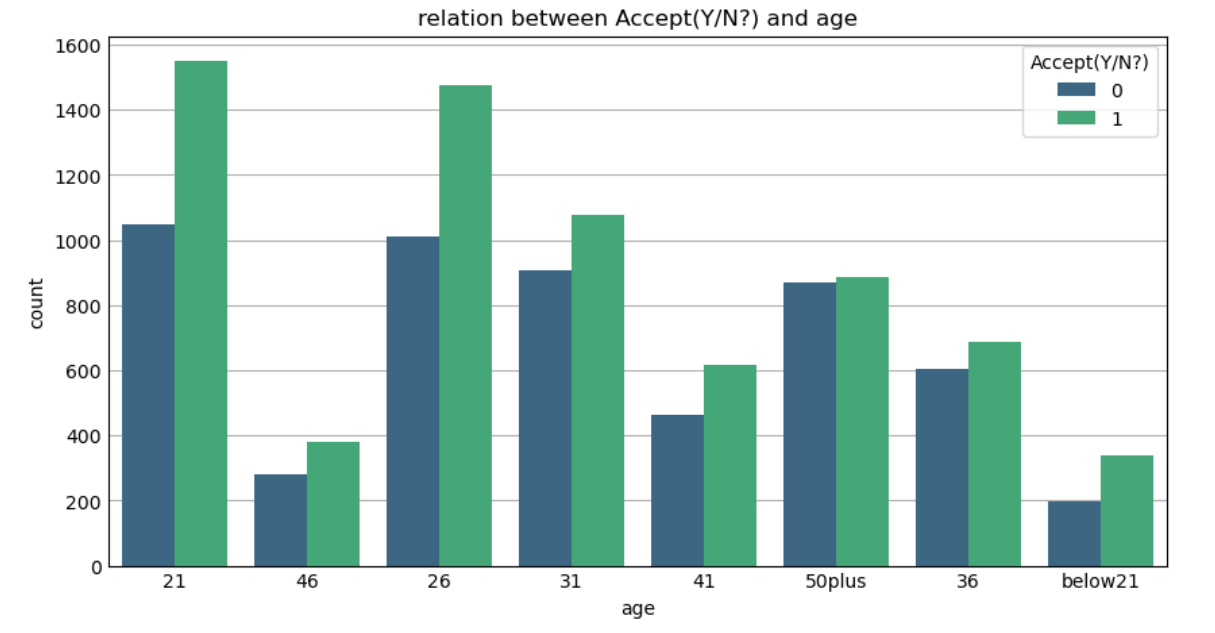 relation between Accept(Y/N?) and age
1600
1400
1200
1000
800
600
400
200
0
count
Accept(Y/N?)
0
1
21 46 26 31 41 50plus 36 below21
age